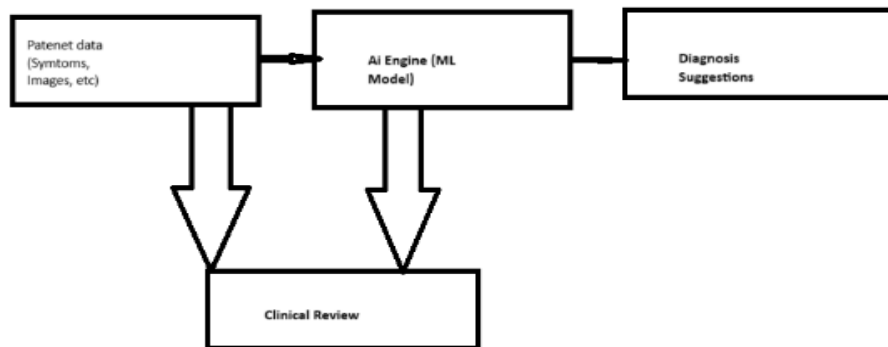 Patenet data
(Symtoms,
Images, etc)
Ai Engine (ML
Model)
Diagnosis
Suggestions
Clinical Review